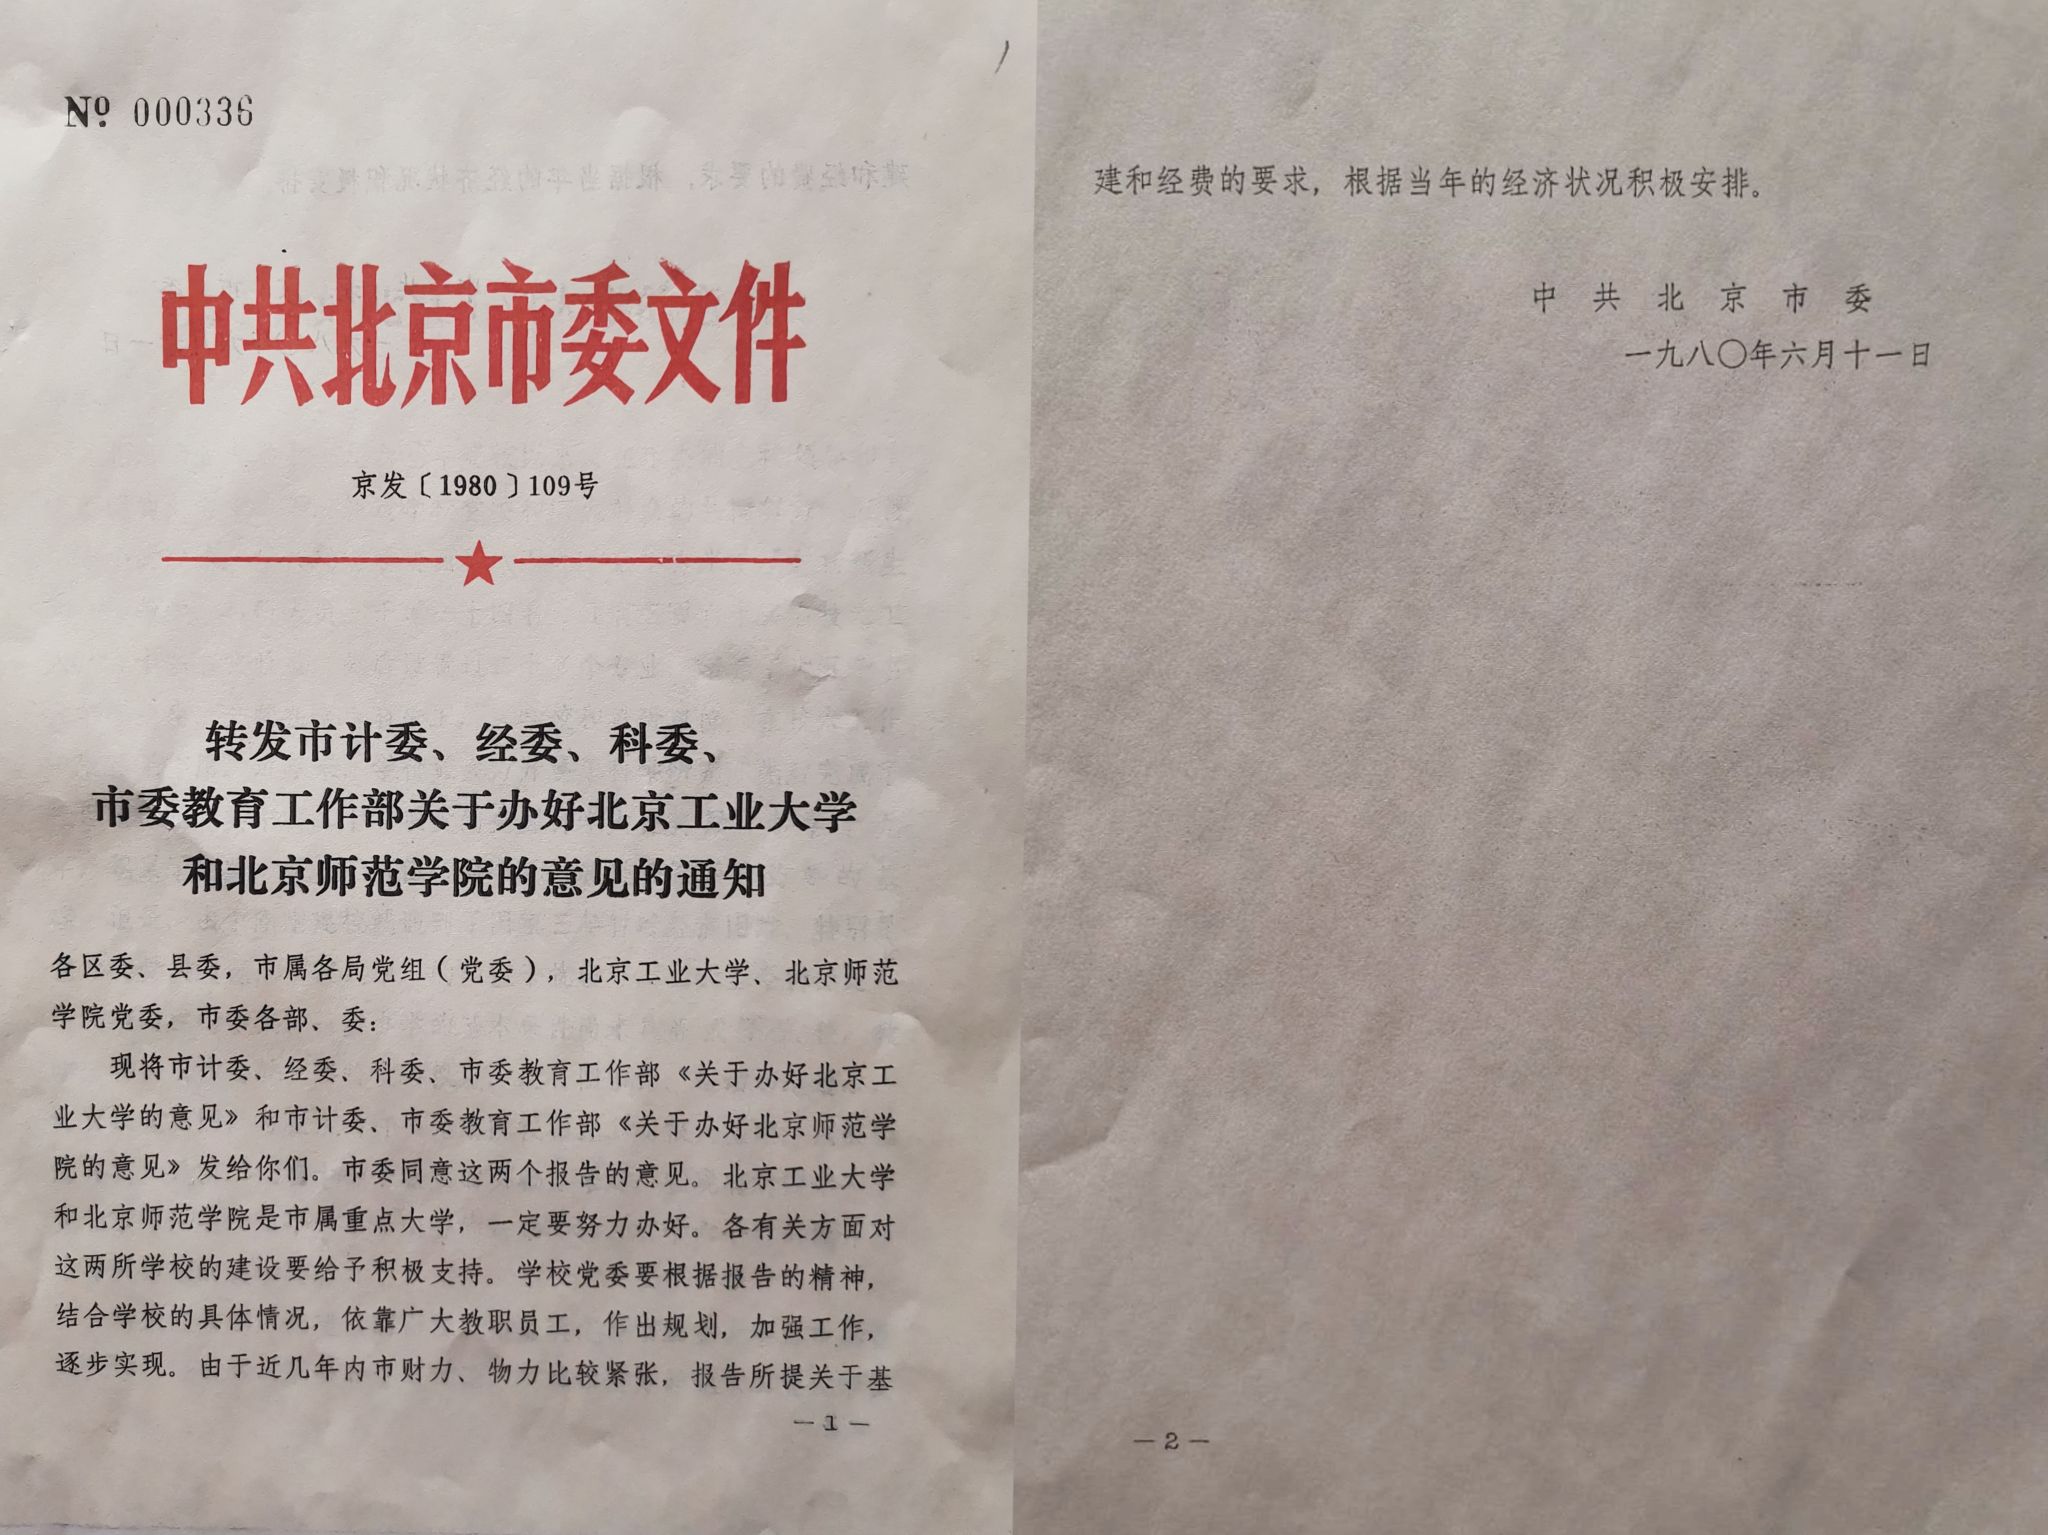 № 000336
中共北京市委文件
京发〔1980〕109号
转发市计委、经委、科委、
市委教育工作部关于办好北京工业大学
和北京师范学院的意见的通知
各区委、县委，市属各局党组（党委），北京工业大学、北京师范
学院党委，市委各部、委：
现将市计委、经委、科委、市委教育工作部《关于办好北京工
业大学的意见》和市计委、市委教育工作部《关于办好北京师范学
院的意见》发给你们。市委同意这两个报告的意见。北京工业大学
和北京师范学院是市属重点大学，一定要努力办好。各有关方面对
这两所学校的建设要给予积极支持。学校党委要根据报告的精神，
结合学校的具体情况，依靠广大教职员工，作出规划，加强工作，
逐步实现。由于近几年内市财力、物力比较紧张，报告所提关于基
—1—
建和经费的要求，根据当年的经济状况积极安排。
中共北京市委
一九八〇年六月十一日
—2—